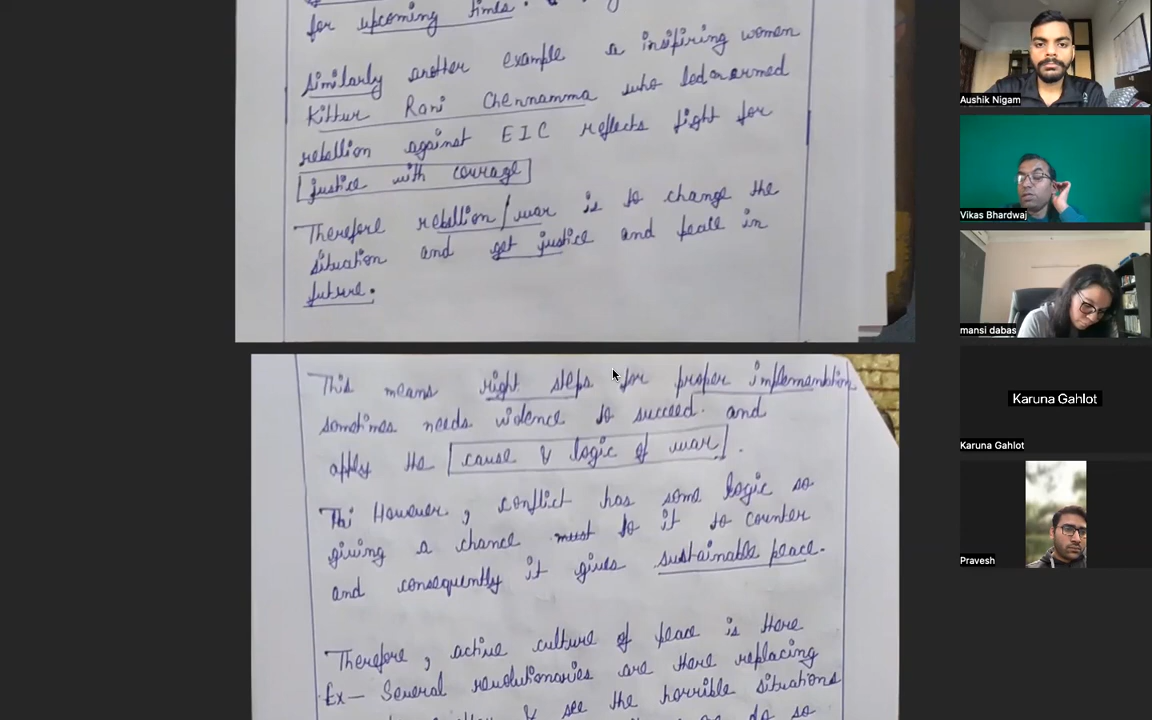 for upcoming times.
Similarly another example a inspiring women
Kittur Rani Chennamma who led armed
rebellion against EIC reflects fight for
justice with courage
Therefore rebellion/war is to change the
situation and get justice and peace in
future.
This means right steps for proper implementation
sometimes needs violence to succeed. and
apply the cause & logic of war.
Thi However, conflict has some logic so
giving a chance must to it to counter
and consequently it gives sustainable peace.
Therefore, active culture of peace is Here
Ex- Several revolutionaries are there replacing
& see the horrible situations
do so
Aushik Nigam
Vikas Bhardwaj
mansi dabas
Karuna Gahlot
Karuna Gahlot
Pravesh